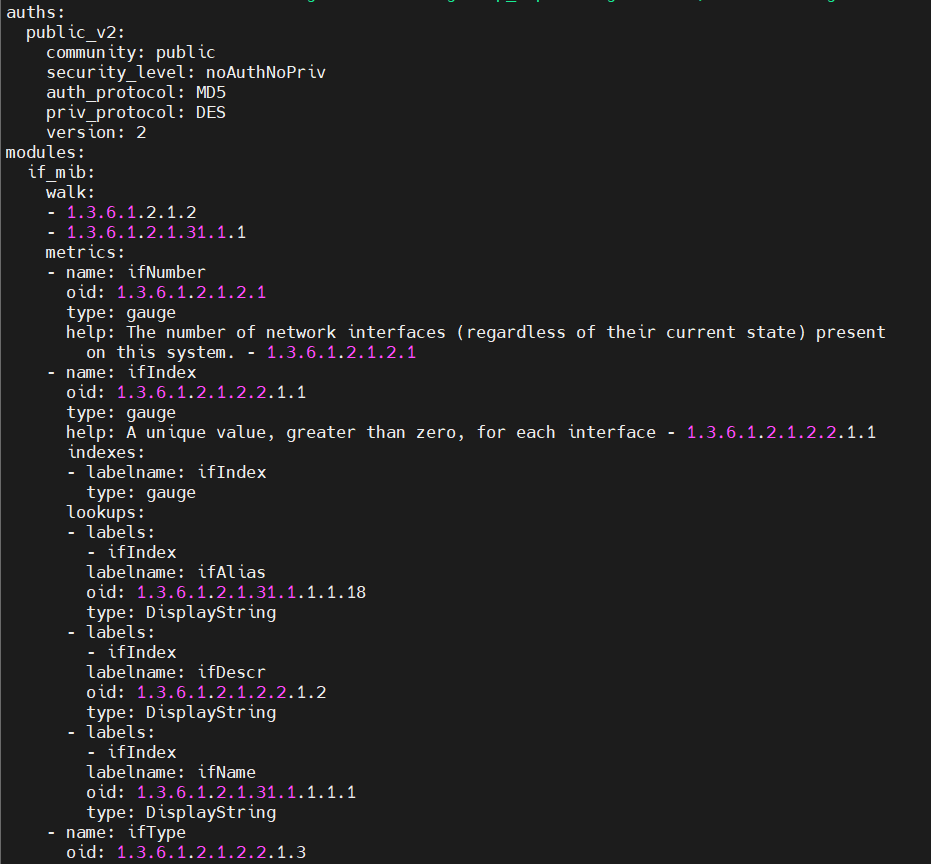 auths:
  public_v2:
    community: public
    security_level: noAuthNoPriv
    auth_protocol: MD5
    priv_protocol: DES
    version: 2
modules:
  if_mib:
    walk:
    - 1.3.6.1.2.1.2
    - 1.3.6.1.2.1.31.1.1
    metrics:
    - name: ifNumber
      oid: 1.3.6.1.2.1.2.1
      type: gauge
      help: The number of network interfaces (regardless of their current state) present
        on this system. - 1.3.6.1.2.1.2.1
    - name: ifIndex
      oid: 1.3.6.1.2.1.2.2.1.1
      type: gauge
      help: A unique value, greater than zero, for each interface - 1.3.6.1.2.1.2.2.1.1
      indexes:
      - labelname: ifIndex
        type: gauge
      lookups:
      - labels:
        - ifIndex
        labelname: ifAlias
        oid: 1.3.6.1.2.1.31.1.1.1.18
        type: DisplayString
      - labels:
        - ifIndex
        labelname: ifDescr
        oid: 1.3.6.1.2.1.2.2.1.2
        type: DisplayString
      - labels:
        - ifIndex
        labelname: ifName
        oid: 1.3.6.1.2.1.31.1.1.1.1
        type: DisplayString
    - name: ifType
      oid: 1.3.6.1.2.1.2.2.1.3